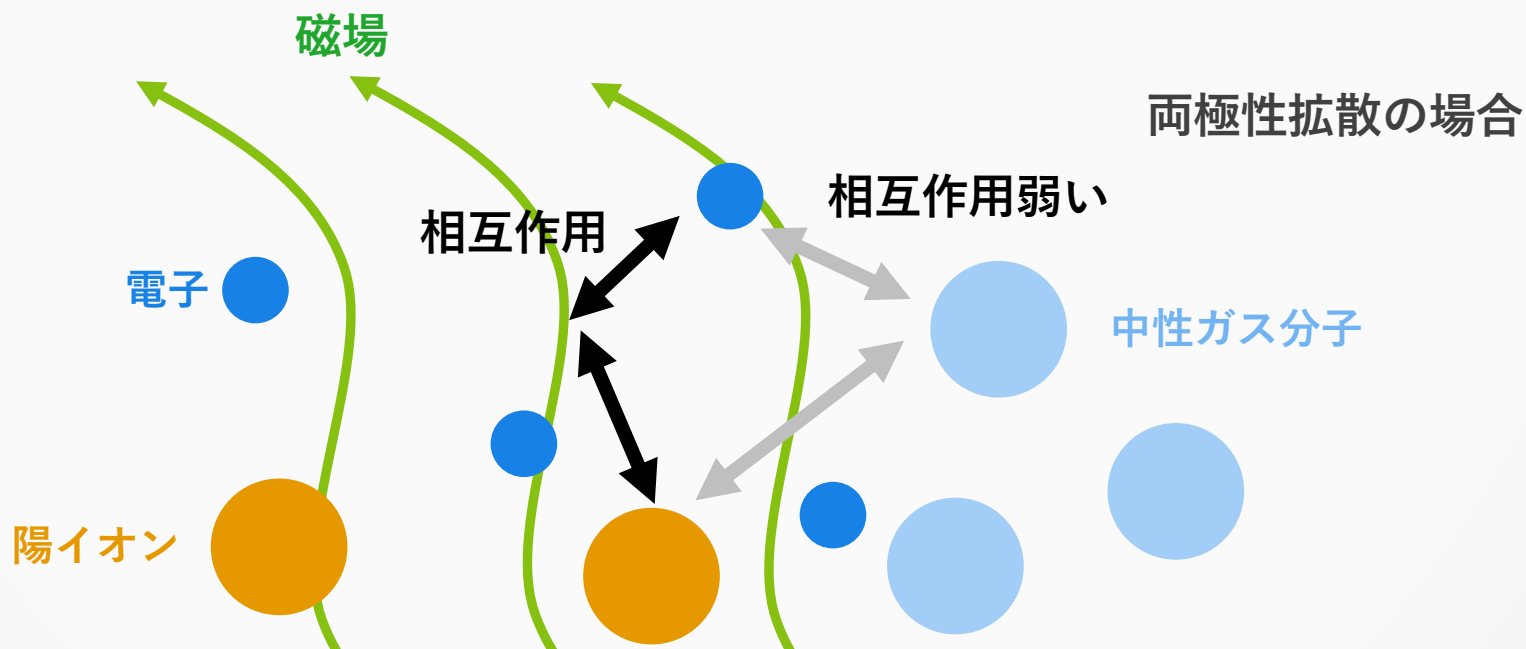 磁場
両極性拡散の場合
相互作用弱い
相互作用
電子
中性ガス分子
陽イオン